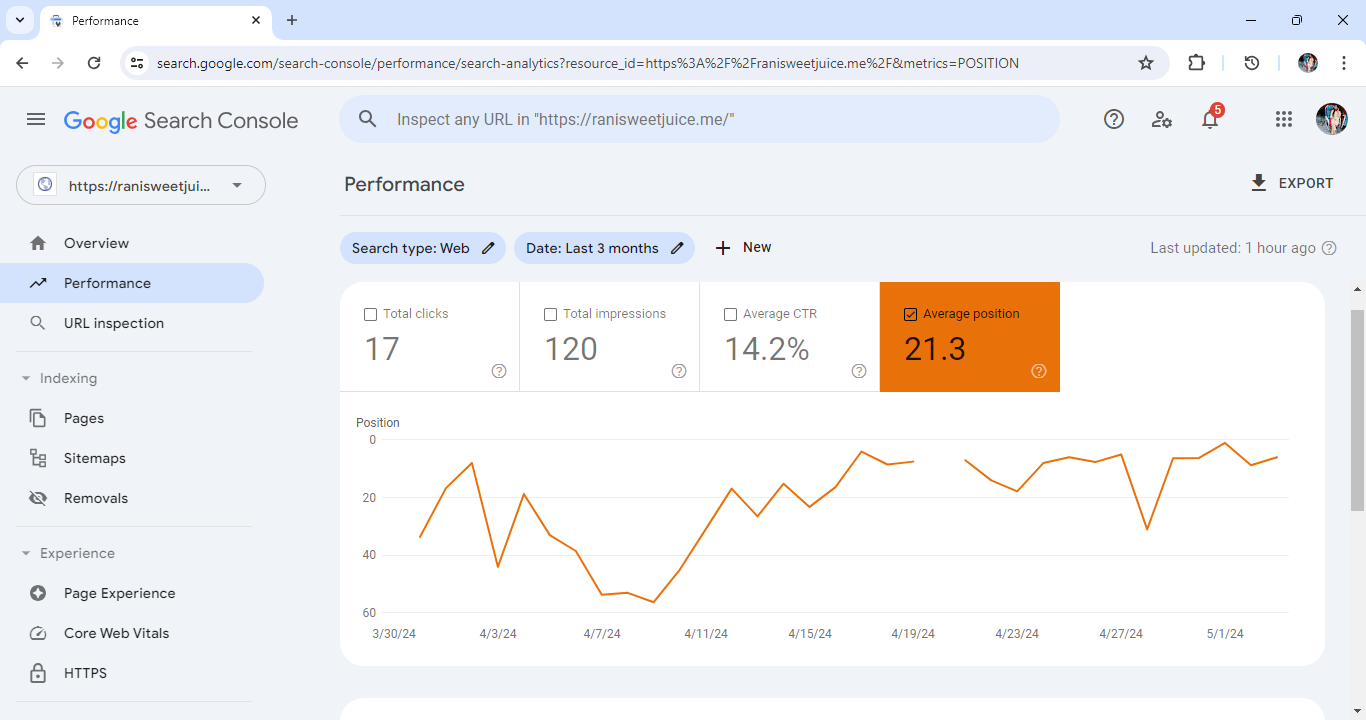 Performance
search.google.com/search-console/performance/search-analytics?resource_id=https%3A%2F%2Franisweetjuice.me%2F&metrics=POSITION
Google Search Console
Inspect any URL in "https://ranisweetjuice.me/"
5
https://ranisweetjui...
Overview
Performance
URL inspection
Indexing
Pages
Sitemaps
Removals
Experience
Page Experience
Core Web Vitals
HTTPS
Performance
EXPORT
Search type: Web
Date: Last 3 months
New
Last updated: 1 hour ago
Total clicks
17
Total impressions
120
Average CTR
14.2%
Average position
21.3
Position
0
20
40
60
3/30/24 4/3/24 4/7/24 4/11/24 4/15/24 4/19/24 4/23/24 4/27/24 5/1/24